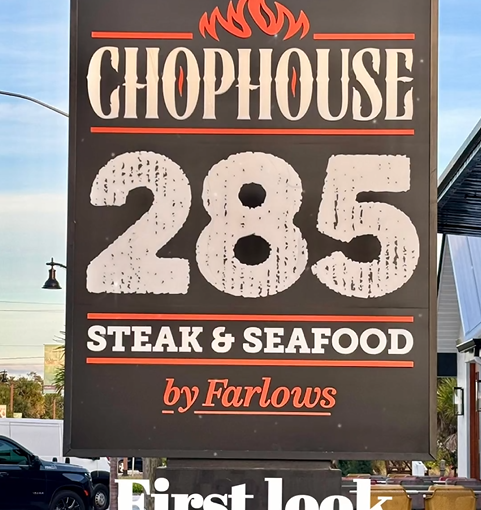 CHOPHOUSE
285
STEAK & SEAFOOD
by Farlows
First look